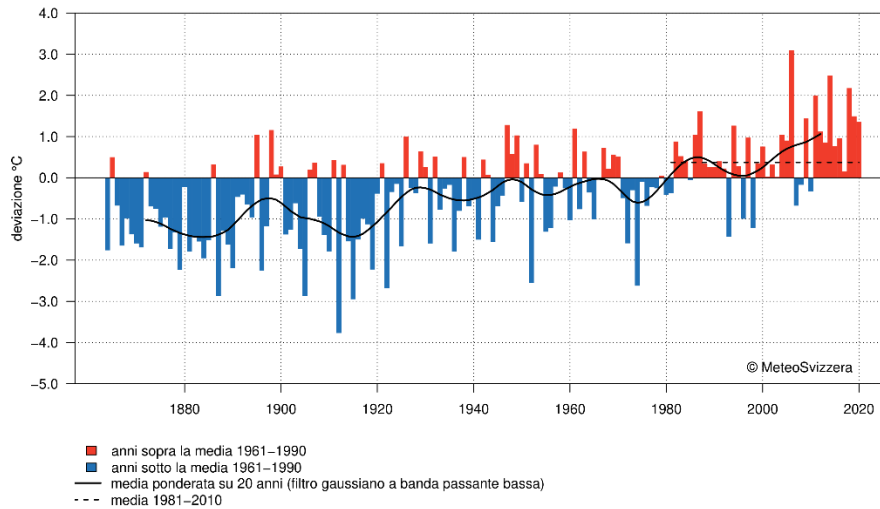 4.0
3.0
2.0
1.0
0.0
−1.0
−2.0
−3.0
−4.0
−5.0
deviazione °C
© MeteoSvizzera
1880 1900 1920 1940 1960 1980 2000 2020
anni sopra la media 1961−1990
anni sotto la media 1961−1990
media ponderata su 20 anni (filtro gaussiano a banda passante bassa)
media 1981−2010